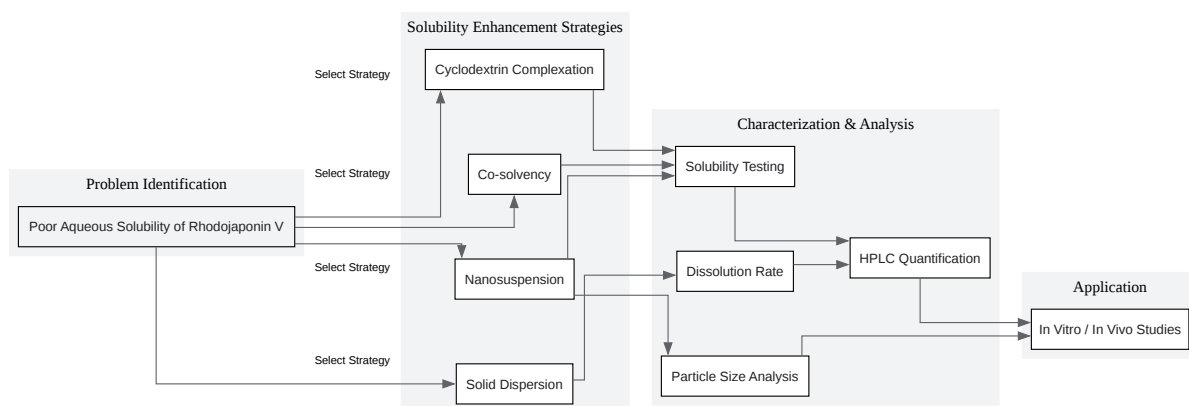 Solubility Enhancement Strategies
Select Strategy
Cyclodextrin Complexation
Characterization & Analysis
Select Strategy
Co-solvency
Solubility Testing
Problem Identification
Poor Aqueous Solubility of Rhodojaponin V
Select Strategy
Nanosuspension
Dissolution Rate
HPLC Quantification
Application
In Vitro / In Vivo Studies
Select Strategy
Solid Dispersion
Particle Size Analysis